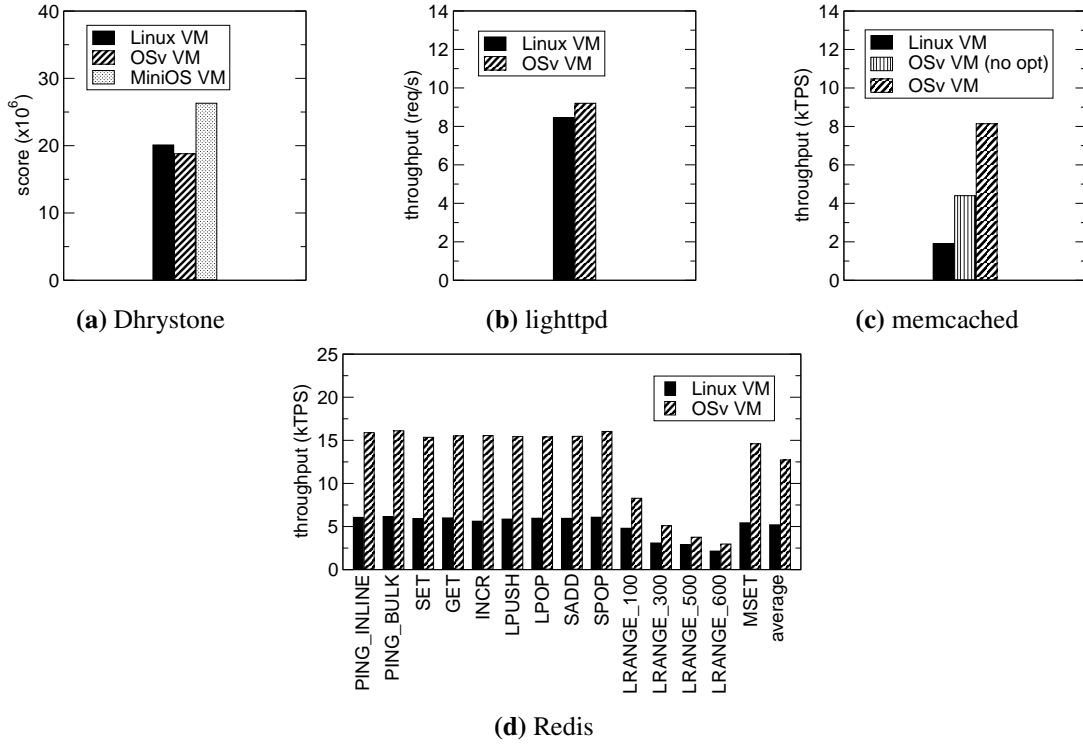 40
30
20
10
0
score (x10⁶)
Linux VM
OSv VM
MiniOS VM
(a) Dhrystone
14
12
10
8
6
4
2
0
throughput (req/s)
Linux VM
OSv VM
(b) lighttpd
14
12
10
8
6
4
2
0
throughput (kTPS)
Linux VM
OSv VM (no opt)
OSv VM
(c) memcached
25
20
15
10
5
0
throughput (kTPS)
Linux VM
OSv VM
PING_INLINE
PING_BULK
SET
GET
INCR
LPUSH
LPOP
SADD
SPOP
LRANGE_100
LRANGE_300
LRANGE_500
LRANGE_600
MSET
average
(d) Redis